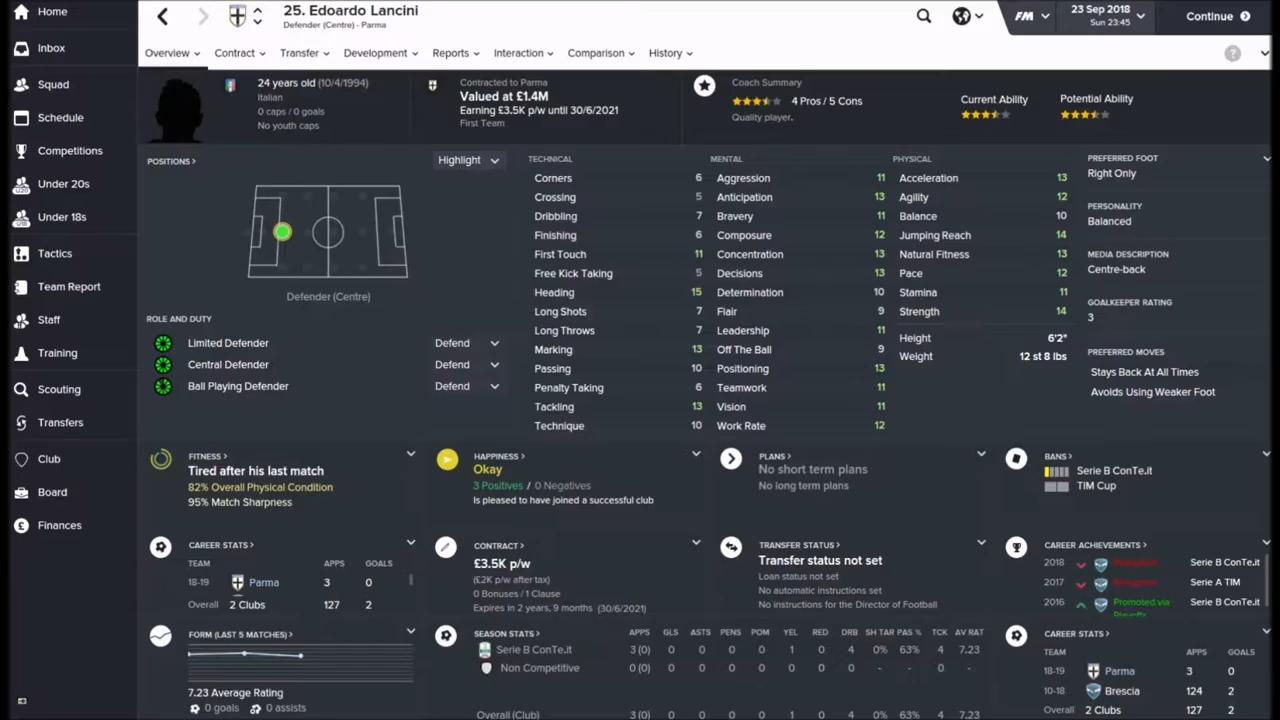 Home
Inbox
Squad
Schedule
Competitions
Under 20s
Under 18s
Tactics
Team Report
Staff
Training
Scouting
Transfers
Club
Board
Finances
25. Edoardo Lancini
Defender (Centre) - Parma
FM
23 Sep 2018
Sun 23:45
Continue
Overview Contract Transfer Development Reports Interaction Comparison History
?
24 years old (10/4/1994)
Italian
0 caps / 0 goals
No youth caps
Contracted to Parma
Valued at £1.4M
Earning £3.5K p/w until 30/6/2021
First Team
Coach Summary
4 Pros / 5 Cons
Quality player.
Current Ability
Potential Ability
POSITIONS >
Highlight
Defender (Centre)
ROLE AND DUTY
Limited Defender Defend
Central Defender Defend
Ball Playing Defender Defend
TECHNICAL
Corners 6
Crossing 5
Dribbling 7
Finishing 6
First Touch 11
Free Kick Taking 5
Heading 15
Long Shots 7
Long Throws 7
Marking 13
Passing 10
Penalty Taking 6
Tackling 13
Technique 10
MENTAL
Aggression 11
Anticipation 13
Bravery 11
Composure 12
Concentration 13
Decisions 13
Determination 10
Flair 9
Leadership 11
Off The Ball 9
Positioning 13
Teamwork 11
Vision 11
Work Rate 12
PHYSICAL
Acceleration 13
Agility 12
Balance 10
Jumping Reach 14
Natural Fitness 13
Pace 12
Stamina 11
Strength 14
Height 6'2"
Weight 12 st 8 lbs
PREFERRED FOOT
Right Only
PERSONALITY
Balanced
MEDIA DESCRIPTION
Centre-back
GOALKEEPER RATING
3
PREFERRED MOVES
Stays Back At All Times
Avoids Using Weaker Foot
FITNESS >
Tired after his last match
82% Overall Physical Condition
95% Match Sharpness
HAPPINESS >
Okay
3 Positives / 0 Negatives
Is pleased to have joined a successful club
PLANS >
No short term plans
No long term plans
BANS >
Serie B ConTe.it
TIM Cup
CAREER STATS >
TEAM APPS GOALS
18-19 Parma 3 0
Overall 2 Clubs 127 2
CONTRACT >
£3.5K p/w
(£2K p/w after tax)
0 Bonuses / 1 Clause
Expires in 2 years, 9 months (30/6/2021)
TRANSFER STATUS >
Transfer status not set
Loan status not set
No automatic instructions set
No instructions for the Director of Football
CAREER ACHIEVEMENTS >
2018 Serie B ConTe.it
2017 Serie A TIM
2016 Promoted via Playoffs Serie B ConTe.it
FORM (LAST 5 MATCHES) >
7.23 Average Rating
0 goals 0 assists
SEASON STATS > APPS GLS ASTS PENS POM YEL RED DRB SH TAR PAS % TCK AV RAT
Serie B ConTe.it 3 (0) 0 0 0 0 1 0 4 0% 63% 4 7.23
Non Competitive 0 (0) 0 0 0 0 0 0 0 - - 0 -
Overall (Club) 3 (0) 0 0 0 0 1 0 4 0% 63% 4 7.23
CAREER STATS >
TEAM APPS GOALS
18-19 Parma 3 0
10-18 Brescia 124 2
Overall 2 Clubs 127 2